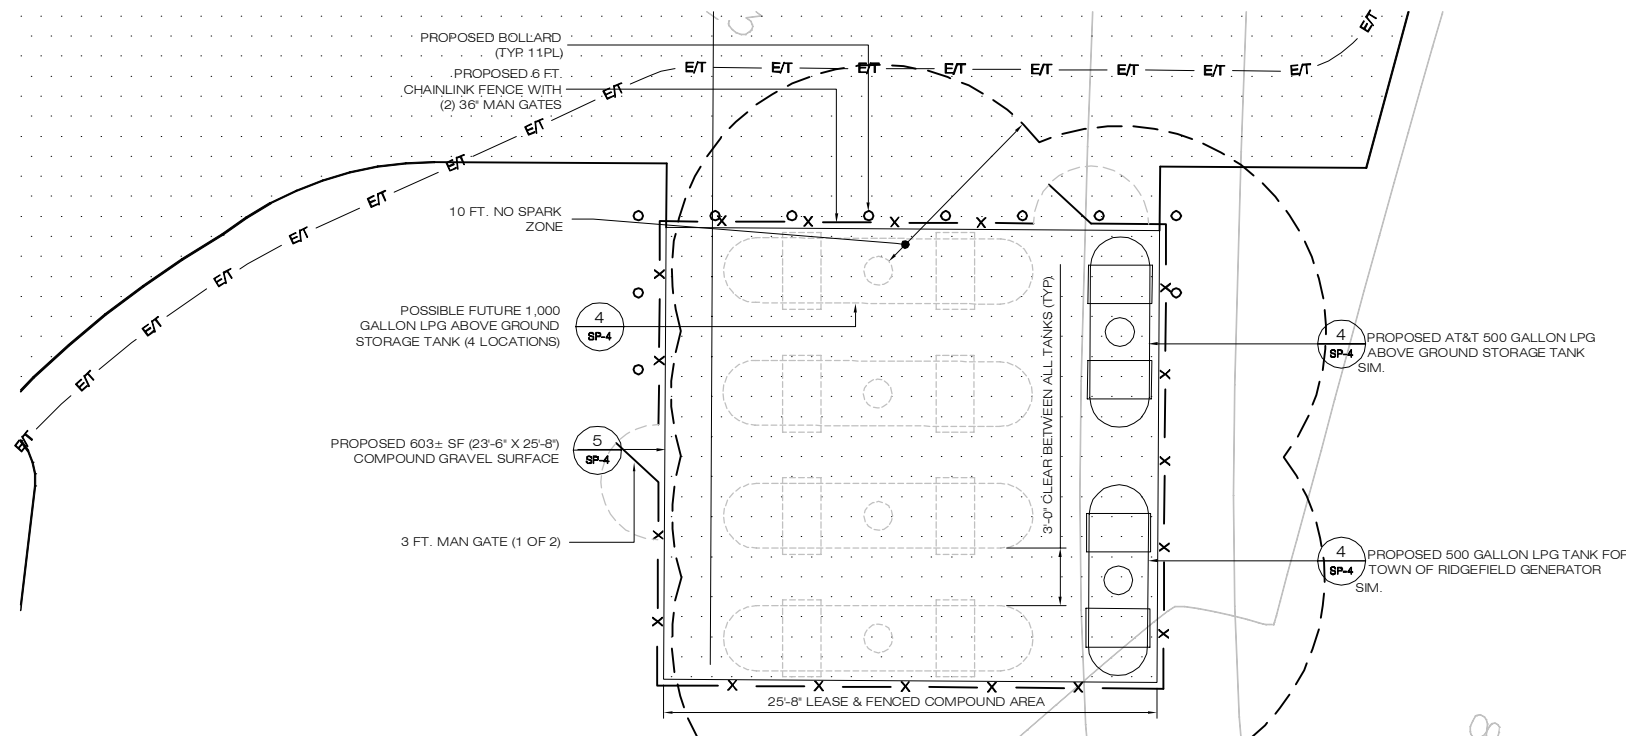 3
E/T
PROPOSED BOLLARD
(TYP. 11PL)
E/T E/T E/T E/T E/T E/T E/T E/T
PROPOSED 6 FT.
CHAINLINK FENCE WITH
(2) 36" MAN GATES
E/T
E/T
E/T
E/T
E/T
E/T
E/T
E/T
E/T
10 FT. NO SPARK
ZONE
POSSIBLE FUTURE 1,000
GALLON LPG ABOVE GROUND
STORAGE TANK (4 LOCATIONS)
4
SP-4
3'-0" CLEAR BETWEEN ALL TANKS (TYP)
4
SP-4
SIM.
PROPOSED AT&T 500 GALLON LPG
ABOVE GROUND STORAGE TANK
PROPOSED 603± SF (23'-6" X 25'-8")
COMPOUND GRAVEL SURFACE
5
SP-4
3 FT. MAN GATE (1 OF 2)
4
SP-4
SIM.
PROPOSED 500 GALLON LPG TANK FOR
TOWN OF RIDGEFIELD GENERATOR
25'-8" LEASE & FENCED COMPOUND AREA
8